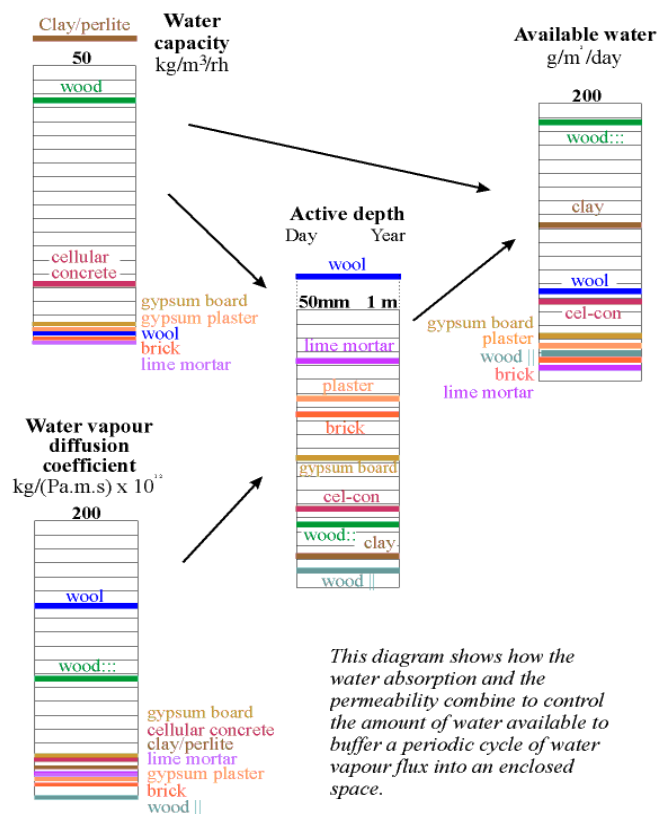 Clay/perlite
Water
capacity
kg/m³/rh
50
wood
cellular
concrete
gypsum board
gypsum plaster
wool
brick
lime mortar
Water vapour
diffusion
coefficient
kg/(Pa.m.s) x 10¹²
200
wool
wood:::
gypsum board
cellular concrete
clay/perlite
lime mortar
gypsum plaster
brick
wood ||
Active depth
Day Year
wool
50mm 1 m
lime mortar
plaster
brick
gypsum board
cel-con
wood::
clay
wood ||
Available water
g/m²/day
200
wood:::
clay
wool
cel-con
gypsum board
plaster
wood ||
brick
lime mortar
This diagram shows how the
water absorption and the
permeability combine to control
the amount of water available to
buffer a periodic cycle of water
vapour flux into an enclosed
space.